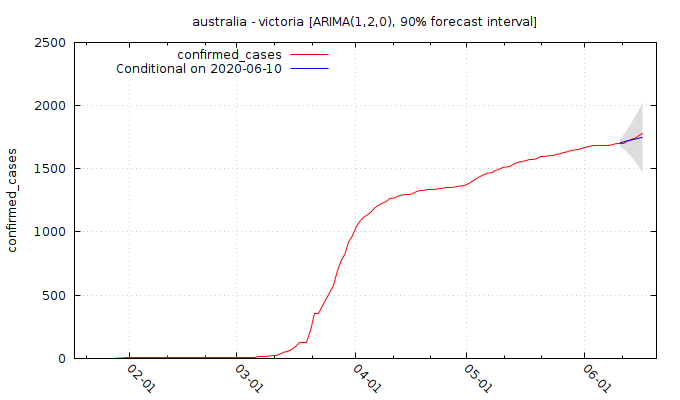 australia - victoria [ARIMA(1,2,0), 90% forecast interval]
confirmed_cases
Conditional on 2020-06-10
confirmed_cases
2500
2000
1500
1000
500
0
02-01
03-01
04-01
05-01
06-01